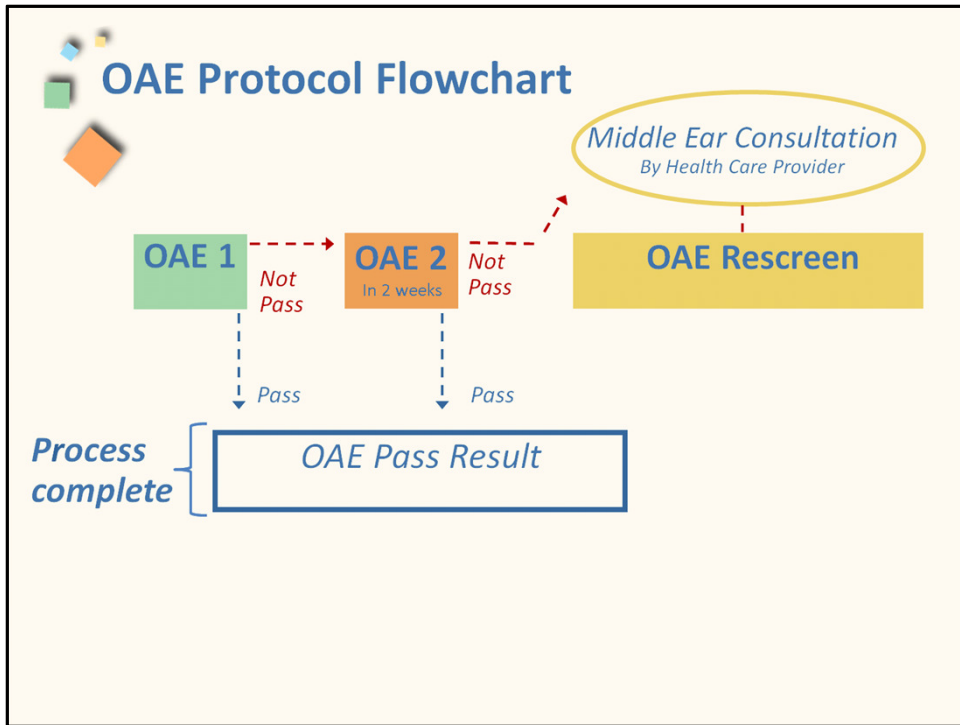 OAE Protocol Flowchart
Middle Ear Consultation
By Health Care Provider
OAE 1
Not
Pass
OAE 2
In 2 weeks
Not
Pass
OAE Rescreen
Pass
Pass
Process
complete
OAE Pass Result